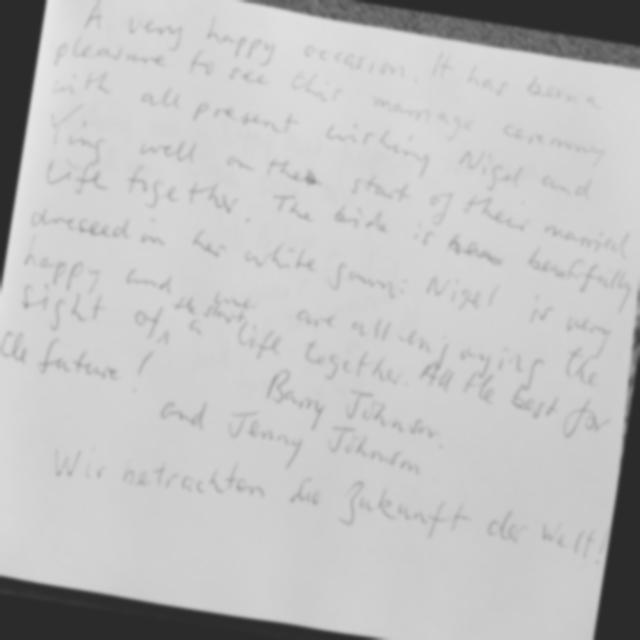 A very happy occasion. It has been a
pleasure to see this marriage ceremony
with all present wishing Nigel and
Ying well on the start of their married
life together. The bride is beautifully
dressed in her white gown. Nigel is very
happy and we are all enjoying the
sight of the start of a life together. All the best for
the future!
Barry Johnson
and Jenny Johnson
Wir betrachten die Zukunft der Welt!